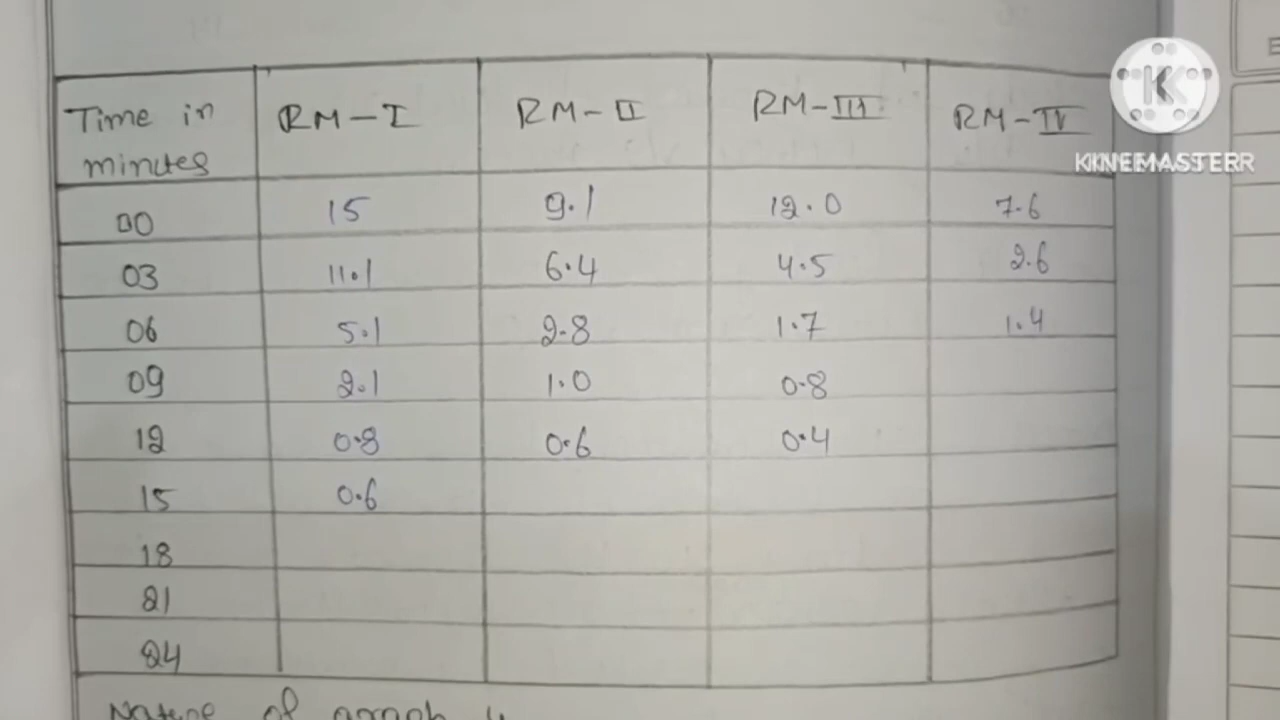 Time in minutes RM-I RM-II RM-III RM-IV
00 15 9.1 12.0 7.6
03 11.1 6.4 4.5 2.6
06 5.1 2.8 1.7 1.4
09 2.1 1.0 0.8
12 0.8 0.6 0.4
15 0.6
18
21
24
Nature of graph
KINEMASTER